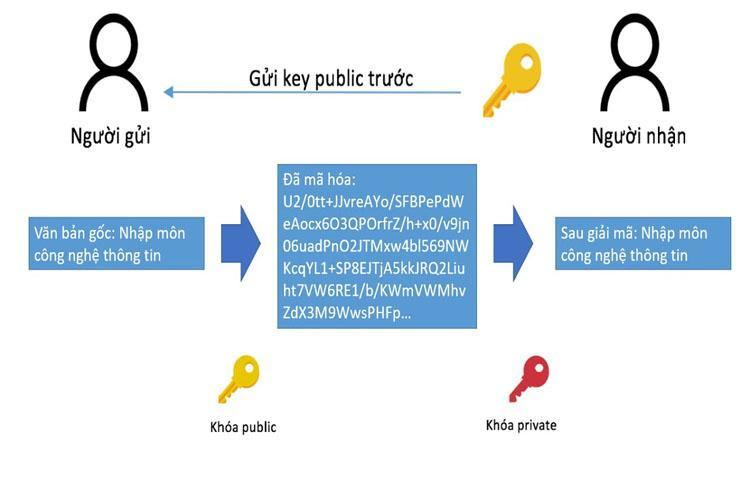 Gửi key public trước
Người gửi
Người nhận
Văn bản gốc: Nhập môn
công nghệ thông tin
Đã mã hóa:
U2/0tt+JJvreAYo/SFBPePdW
eAocx6O3QPOrfrZ/h+x0/v9jn
06uadPnO2JTMxw4bl569NW
KcqYL1+SP8EJTjA5kkJRQ2Liu
ht7VW6RE1/b/KWmVWMhv
ZdX3M9WwsPHFp...
Sau giải mã: Nhập môn
công nghệ thông tin
Khóa public
Khóa private